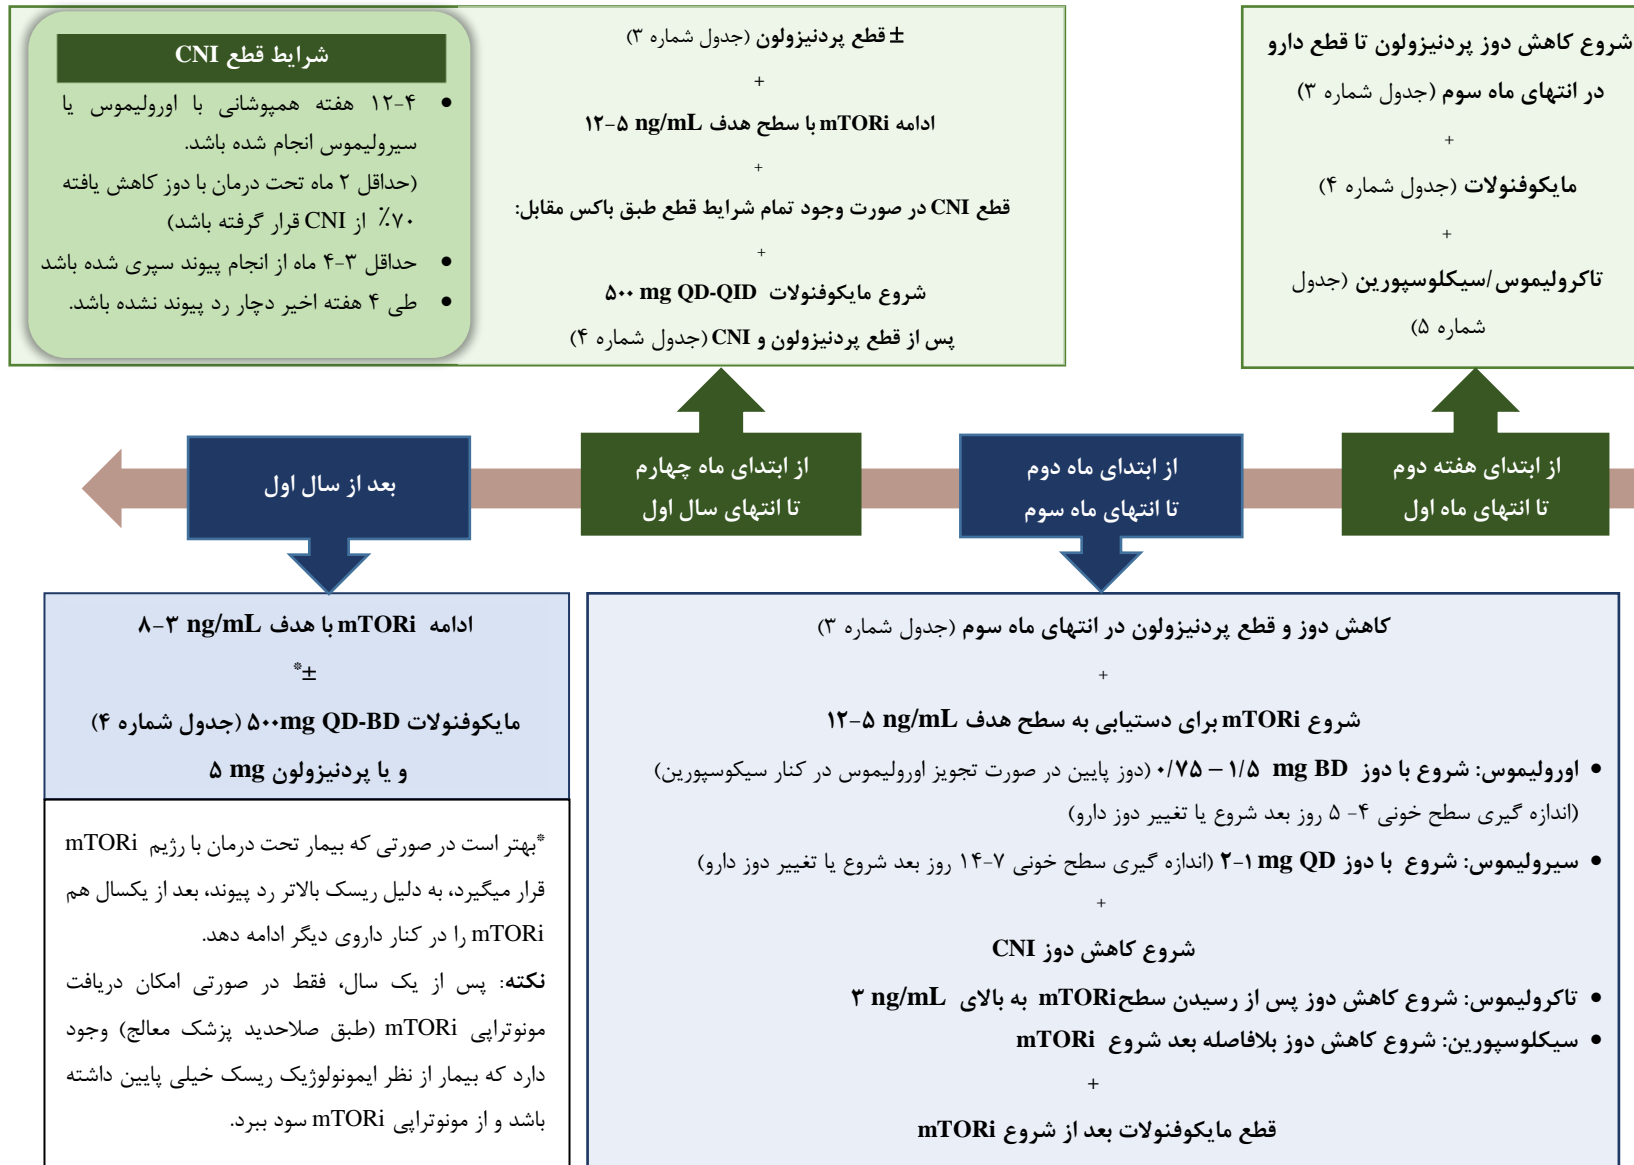 شروع کاهش دوز پردنیزولون تا قطع دارو
در انتهای ماه سوم (جدول شماره ۳)
+
مایکوفنولات (جدول شماره ۴)
+
تاکرولیموس/سیکلوسپورین (جدول
شماره ۵)
± قطع پردنیزولون (جدول شماره ۳)
+
ادامه mTORi با سطح هدف ۱۲-۵ ng/mL
+
قطع CNI در صورت وجود تمام شرایط قطع طبق باکس مقابل:
+
شروع مایکوفنولات ۵۰۰ mg QD-QID
پس از قطع پردنیزولون و CNI (جدول شماره ۴)
شرایط قطع CNI
• ۱۲-۴ هفته همپوشانی با اورولیموس یا
سیرولیموس انجام شده باشد.
(حداقل ۲ ماه تحت درمان با دوز کاهش یافته
۷۰٪ از CNI قرار گرفته باشد)
• حداقل ۳-۴ ماه از انجام پیوند سپری شده باشد
• طی ۴ هفته اخیر دچار رد پیوند نشده باشد.
از ابتدای هفته دوم
تا انتهای ماه اول
از ابتدای ماه دوم
تا انتهای ماه سوم
از ابتدای ماه چهارم
تا انتهای سال اول
بعد از سال اول
کاهش دوز و قطع پردنیزولون در انتهای ماه سوم (جدول شماره ۳)
+
شروع mTORi برای دستیابی به سطح هدف ۱۲-۵ ng/mL
• اورولیموس: شروع با دوز ۰/۷۵ – ۱/۵ mg BD (دوز پایین در صورت تجویز اورولیموس در کنار سیکوسپورین)
(اندازه گیری سطح خونی ۴- ۵ روز بعد شروع یا تغییر دوز دارو)
• سیرولیموس: شروع با دوز ۲-۱ mg QD (اندازه گیری سطح خونی ۷-۱۴ روز بعد شروع یا تغییر دوز دارو)
+
شروع کاهش دوز CNI
• تاکرولیموس: شروع کاهش دوز پس از رسیدن سطحmTORi به بالای ۳ ng/mL
• سیکلوسپورین: شروع کاهش دوز بلافاصله بعد شروع mTORi
+
قطع مایکوفنولات بعد از شروع mTORi
ادامه mTORi با هدف ۸-۳ ng/mL
±*
مایکوفنولات ۵۰۰mg QD-BD (جدول شماره ۴)
و یا پردنیزولون ۵ mg
*بهتر است در صورتی که بیمار تحت درمان با رژیم mTORi
قرار میگیرد، به دلیل ریسک بالاتر رد پیوند، بعد از یکسال هم
mTORi را در کنار داروی دیگر ادامه دهد.
نکته: پس از یک سال، فقط در صورتی امکان دریافت
مونوتراپی mTORi (طبق صلاحدید پزشک معالج) وجود
دارد که بیمار از نظر ایمونولوژیک ریسک خیلی پایین داشته
باشد و از مونوتراپی mTORi سود ببرد.